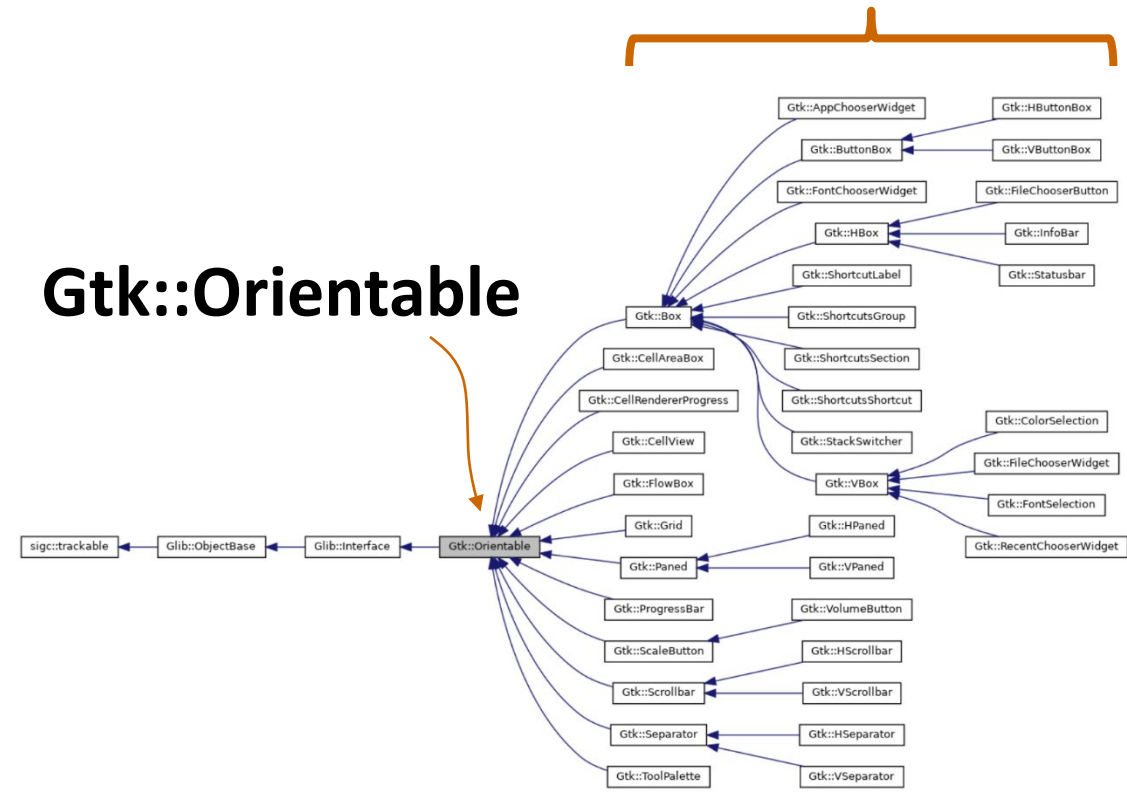 Gtk::AppChooserWidget
Gtk::HButtonBox
Gtk::ButtonBox
Gtk::VButtonBox
Gtk::FontChooserWidget
Gtk::FileChooserButton
Gtk::HBox
Gtk::InfoBar
Gtk::Statusbar
Gtk::Orientable
Gtk::ShortcutLabel
Gtk::Box
Gtk::ShortcutsGroup
Gtk::CellAreaBox
Gtk::ShortcutsSection
Gtk::CellRendererProgress
Gtk::ShortcutsShortcut
Gtk::ColorSelection
Gtk::CellView
Gtk::StackSwitcher
Gtk::FileChooserWidget
Gtk::FlowBox
Gtk::VBox
Gtk::FontSelection
Gtk::Grid
Gtk::HPaned
sigc::trackable
Glib::ObjectBase
Glib::Interface
Gtk::Orientable
Gtk::RecentChooserWidget
Gtk::Paned
Gtk::VPaned
Gtk::ProgressBar
Gtk::VolumeButton
Gtk::ScaleButton
Gtk::HScrollbar
Gtk::Scrollbar
Gtk::VScrollbar
Gtk::Separator
Gtk::HSeparator
Gtk::ToolPalette
Gtk::VSeparator